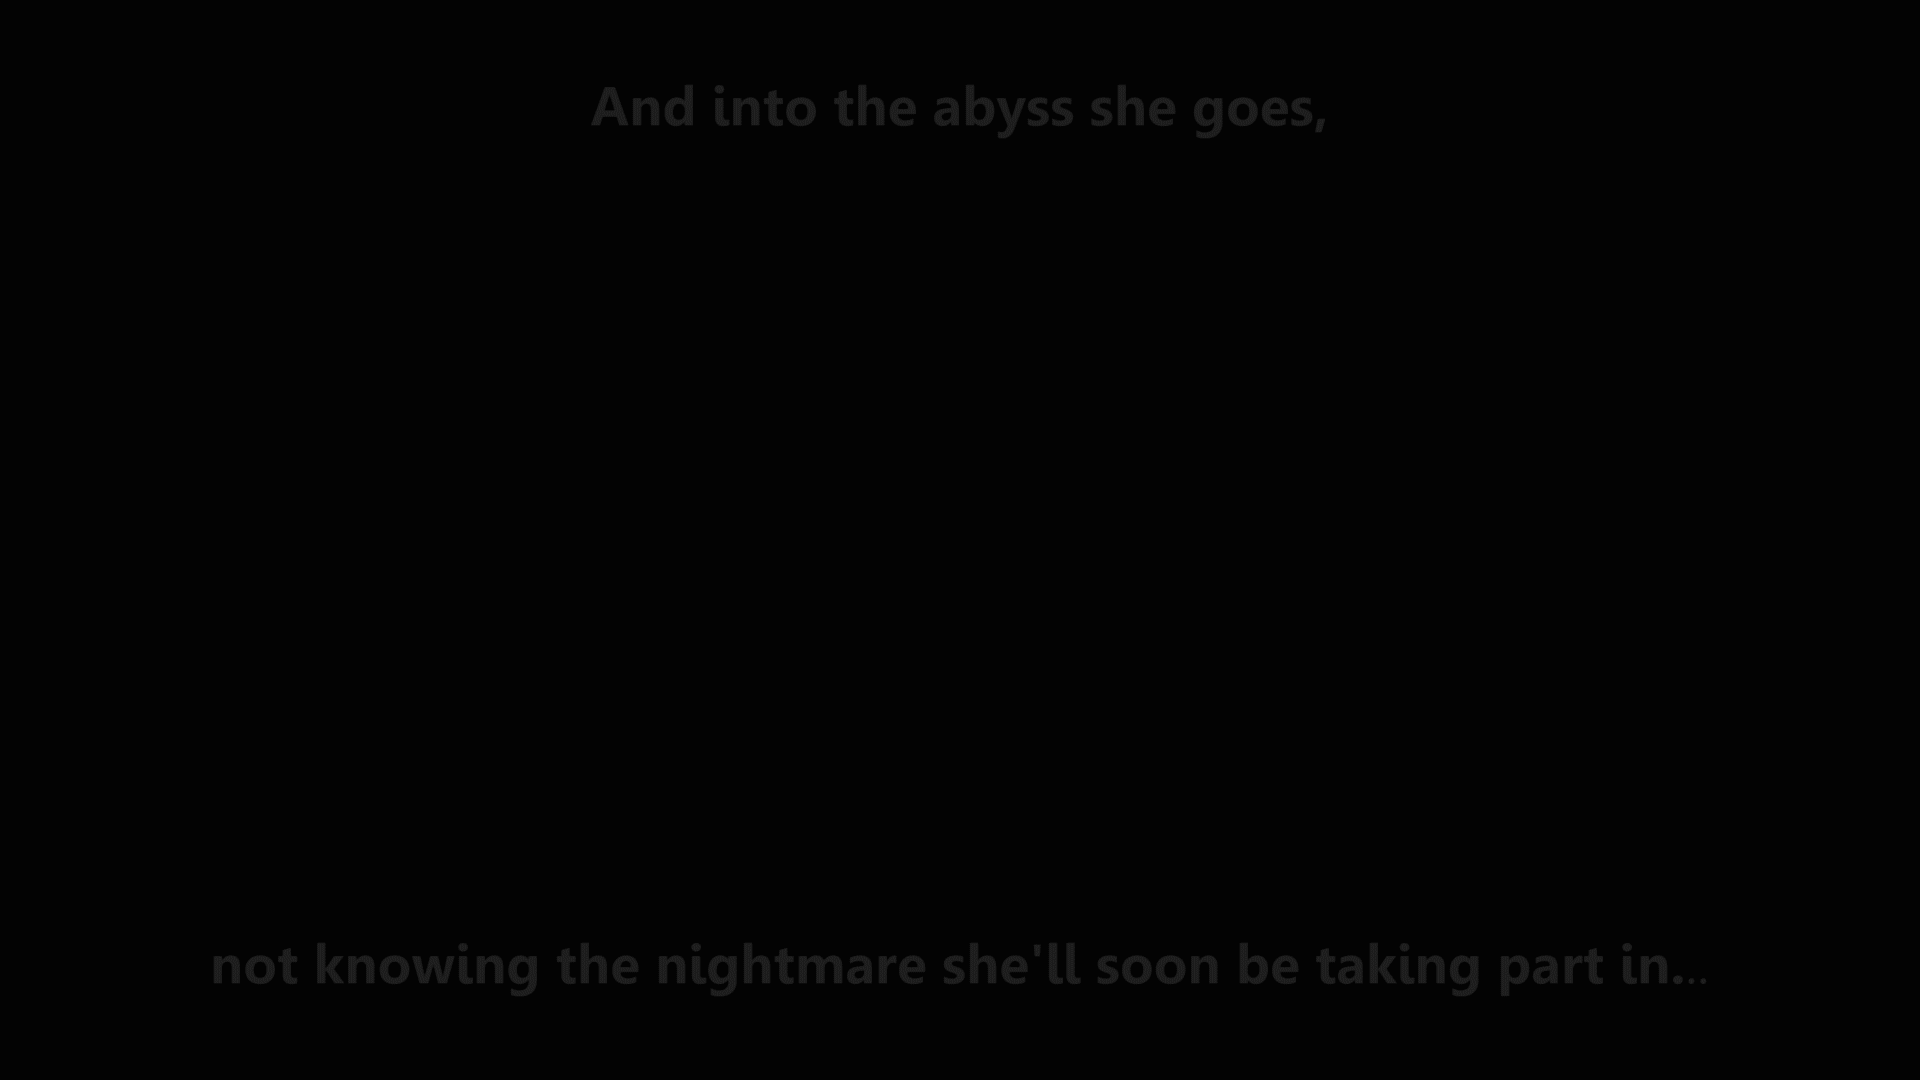 And into the abyss she goes,
not knowing the nightmare she'll soon be taking part in...